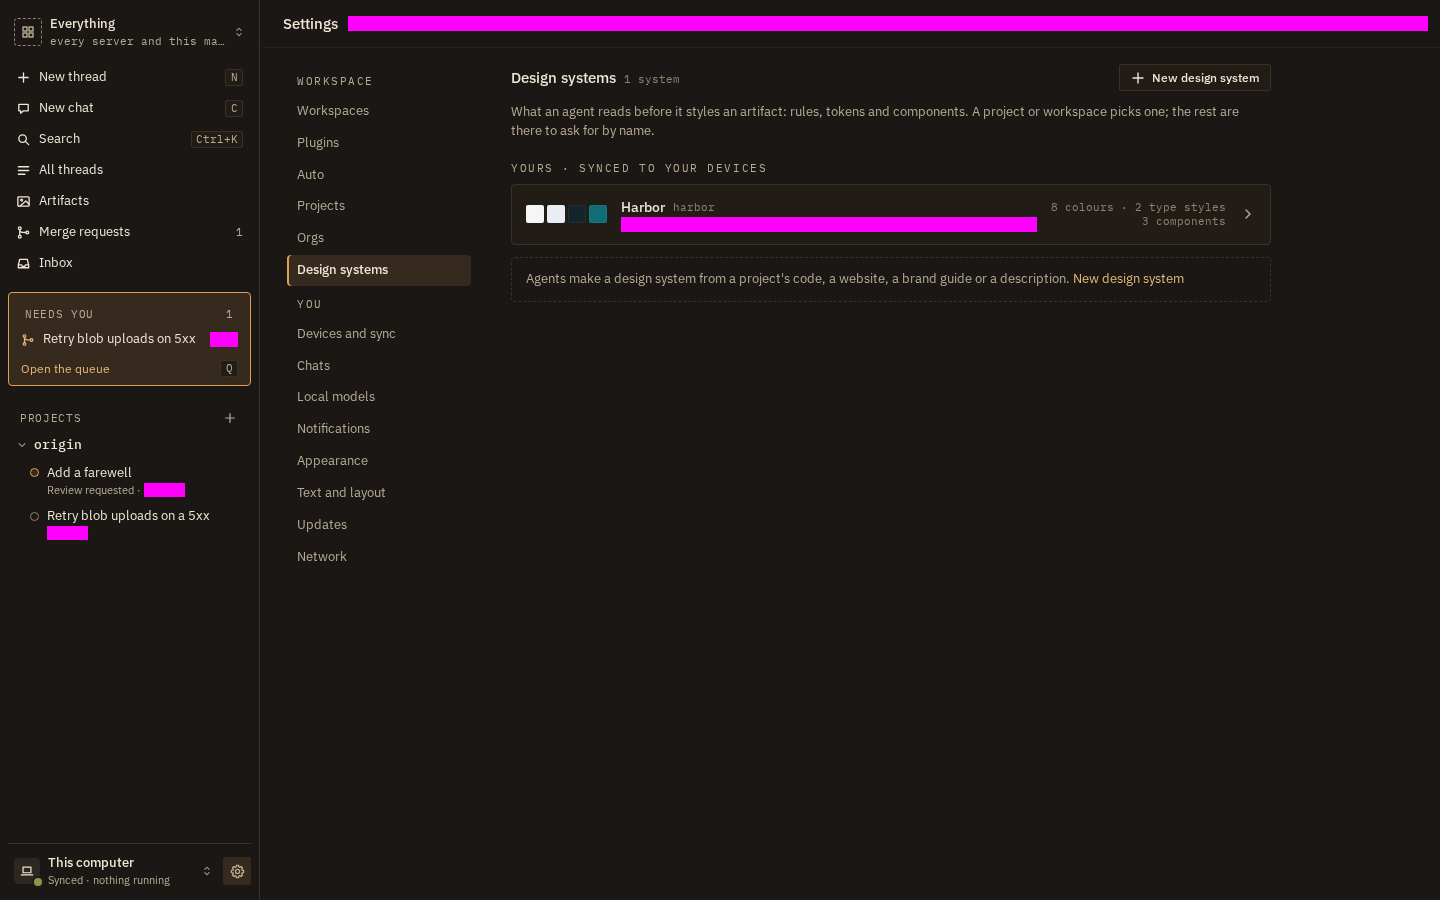 Everything
every server and this ma…
New thread N
New chat C
Search Ctrl+K
All threads
Artifacts
Merge requests 1
Inbox
NEEDS YOU 1
Retry blob uploads on 5xx
Open the queue Q
PROJECTS
origin
Add a farewell
Review requested ·
Retry blob uploads on a 5xx
This computer
Synced · nothing running
Settings
WORKSPACE
Workspaces
Plugins
Auto
Projects
Orgs
Design systems
YOU
Devices and sync
Chats
Local models
Notifications
Appearance
Text and layout
Updates
Network
Design systems 1 system
New design system
What an agent reads before it styles an artifact: rules, tokens and components. A project or workspace picks one; the rest are
there to ask for by name.
YOURS · SYNCED TO YOUR DEVICES
Harbor harbor
8 colours · 2 type styles
3 components
Agents make a design system from a project's code, a website, a brand guide or a description. New design system